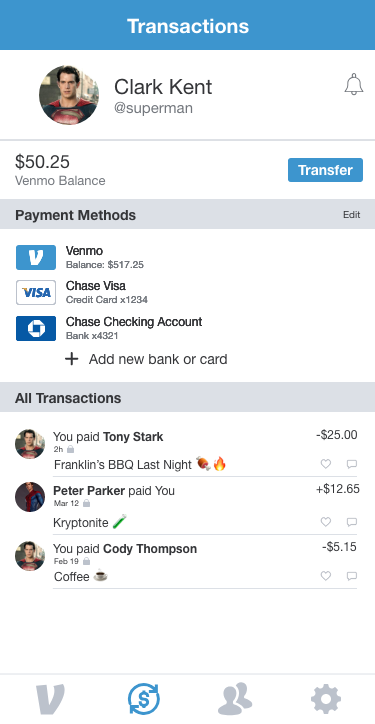 Transactions
Clark Kent
@superman
$50.25
Venmo Balance
Transfer
Payment Methods
Edit
Venmo
Balance: $517.25
VISA
Chase Visa
Credit Card x1234
Chase Checking Account
Bank x4321
+ Add new bank or card
All Transactions
You paid Tony Stark
-$25.00
2h
Franklin's BBQ Last Night 🍖🔥
Peter Parker paid You
+$12.65
Mar 12
Kryptonite 🧪
You paid Cody Thompson
-$5.15
Feb 19
Coffee ☕